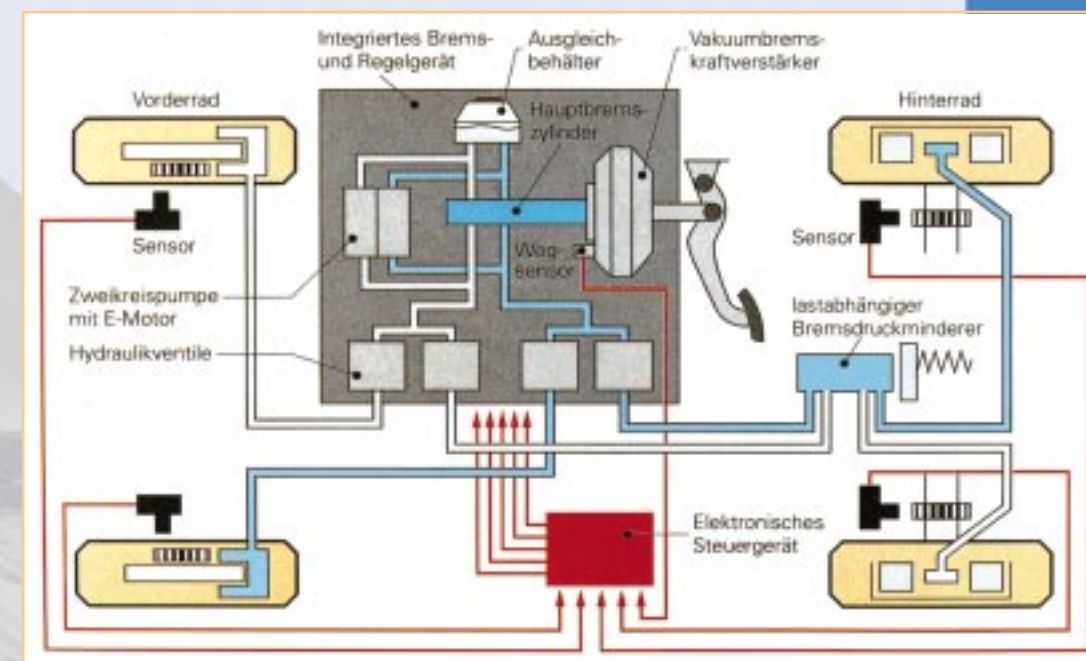 Integriertes Brems-
und Regelgerät
Ausgleich-
behälter
Vakuumbrems-
kraftverstärker
Vorderrad
Hauptbrems-
zylinder
Hinterrad
Sensor
Weg-
sensor
Sensor
Zweikreispumpe
mit E-Motor
lastabhängiger
Bremsdruckminderer
Hydraulikventile
Elektronisches
Steuergerät